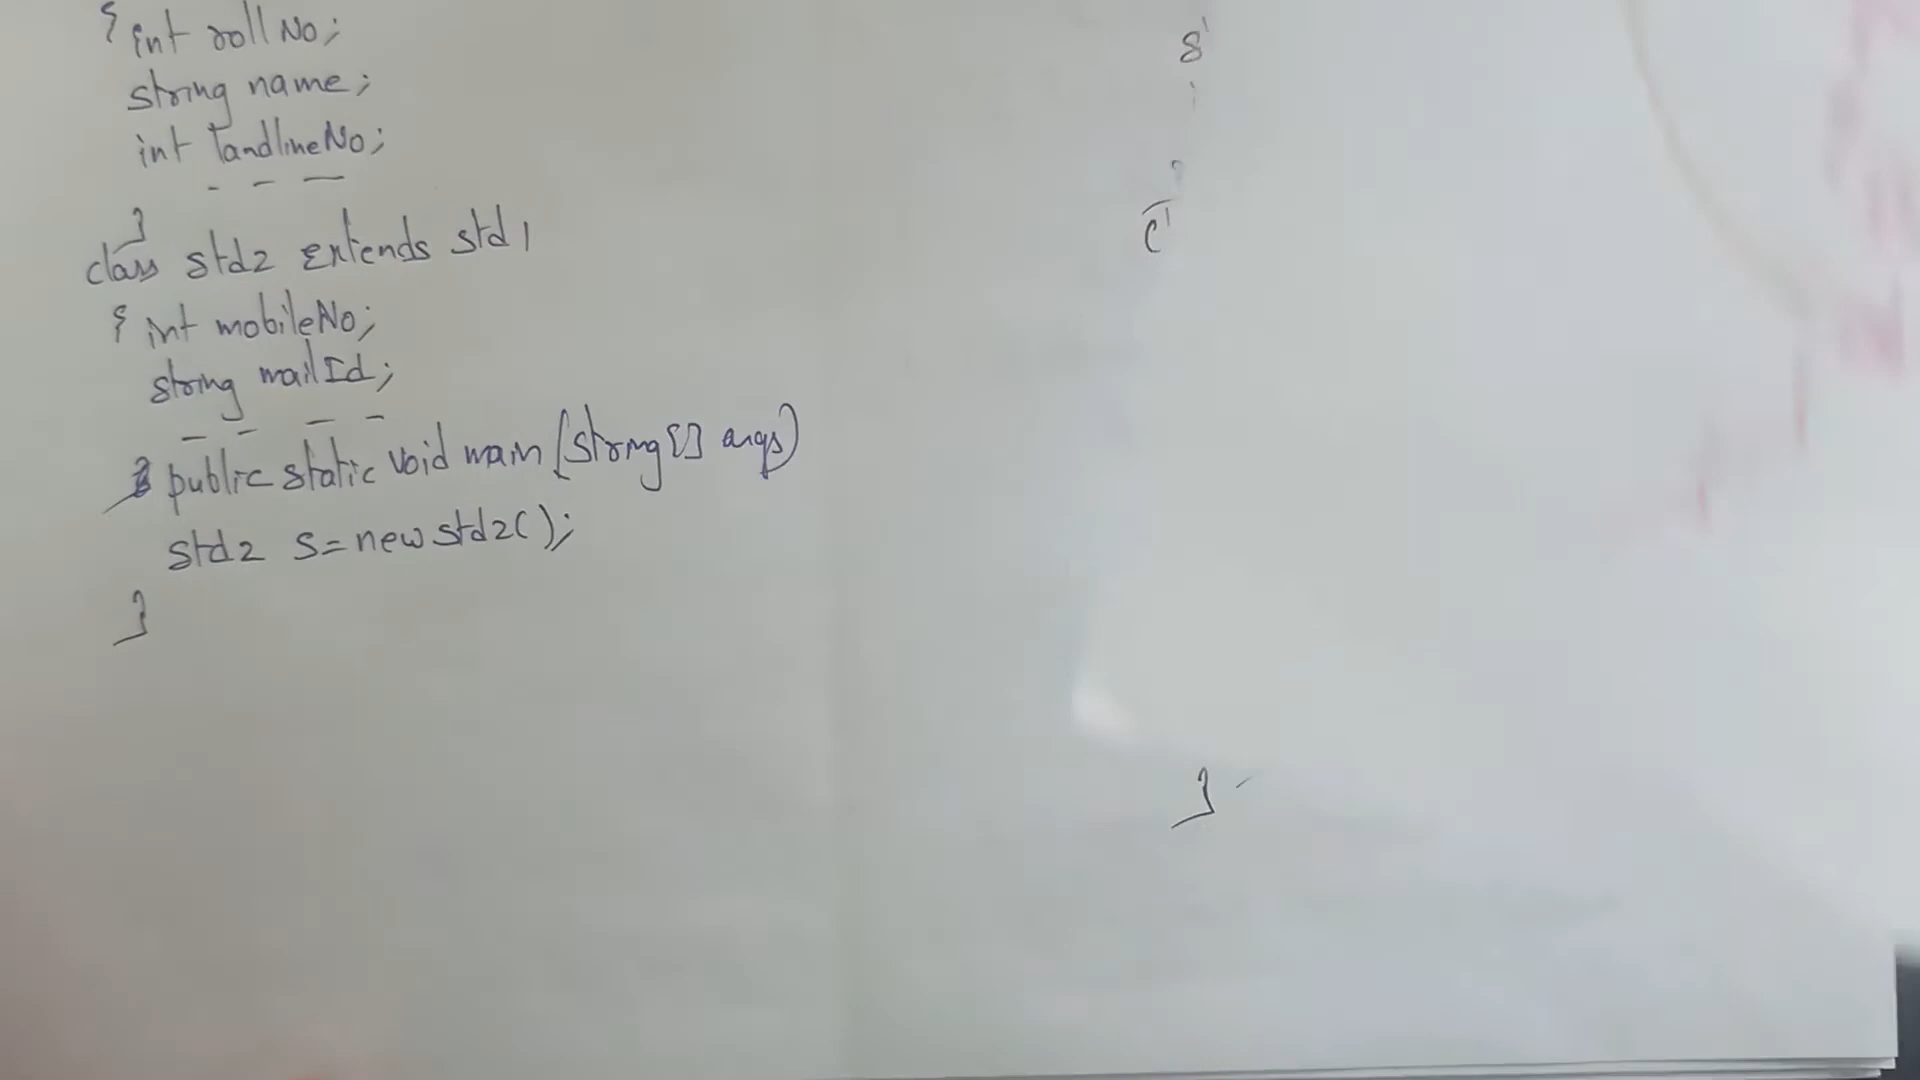 { int rollNo;
string name;
int landlineNo;
- - -
}
class std2 extends std1
{ int mobileNo;
string mailId;
- - - -
public static void main (string[] args)
std2 s=new std2();
}
}